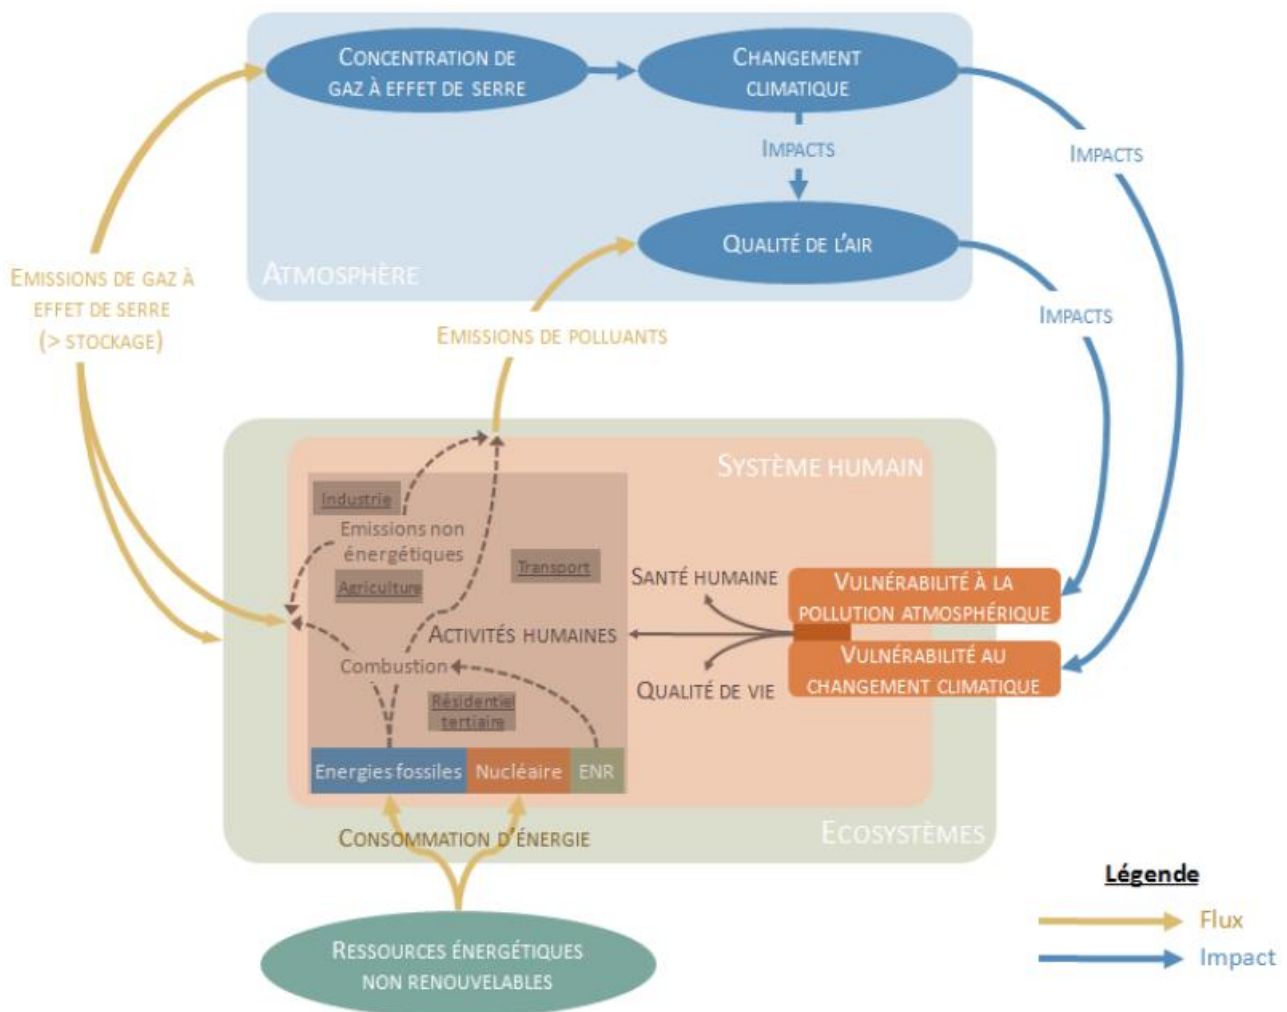 CONCENTRATION DE
GAZ À EFFET DE SERRE
CHANGEMENT
CLIMATIQUE
IMPACTS
IMPACTS
QUALITÉ DE L'AIR
ATMOSPHÈRE
EMISSIONS DE GAZ À
EFFET DE SERRE
(> STOCKAGE)
IMPACTS
EMISSIONS DE POLLUANTS
SYSTÈME HUMAIN
Industrie
Emissions non
énergétiques
Transport
Agriculture
SANTÉ HUMAINE
VULNÉRABILITÉ À LA
POLLUTION ATMOSPHÉRIQUE
ACTIVITÉS HUMAINES
Combustion
VULNÉRABILITÉ AU
CHANGEMENT CLIMATIQUE
QUALITÉ DE VIE
Résidentiel
tertiaire
Energies fossiles
Nucléaire
ENR
CONSOMMATION D'ÉNERGIE
ECOSYSTÈMES
Légende
Flux
Impact
RESSOURCES ÉNERGÉTIQUES
NON RENOUVELABLES